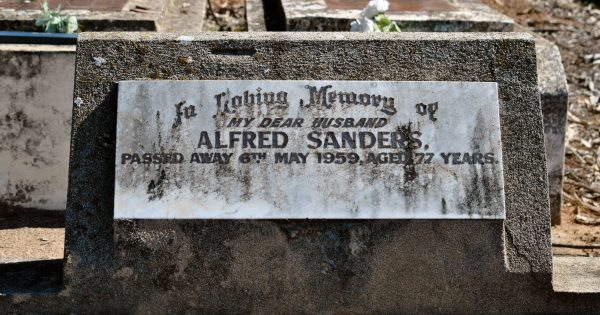 In Loving Memory of
MY DEAR HUSBAND
ALFRED SANDERS,
PASSED AWAY 6TH MAY 1959, AGED 77 YEARS.